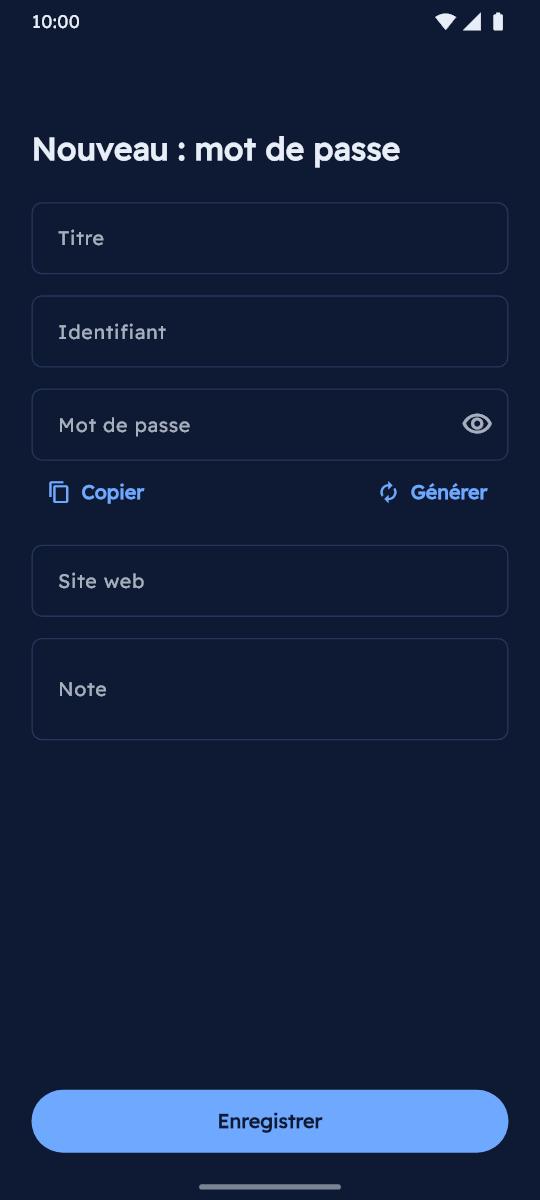 10:00
Nouveau : mot de passe
Titre
Identifiant
Mot de passe
Copier
Générer
Site web
Note
Enregistrer